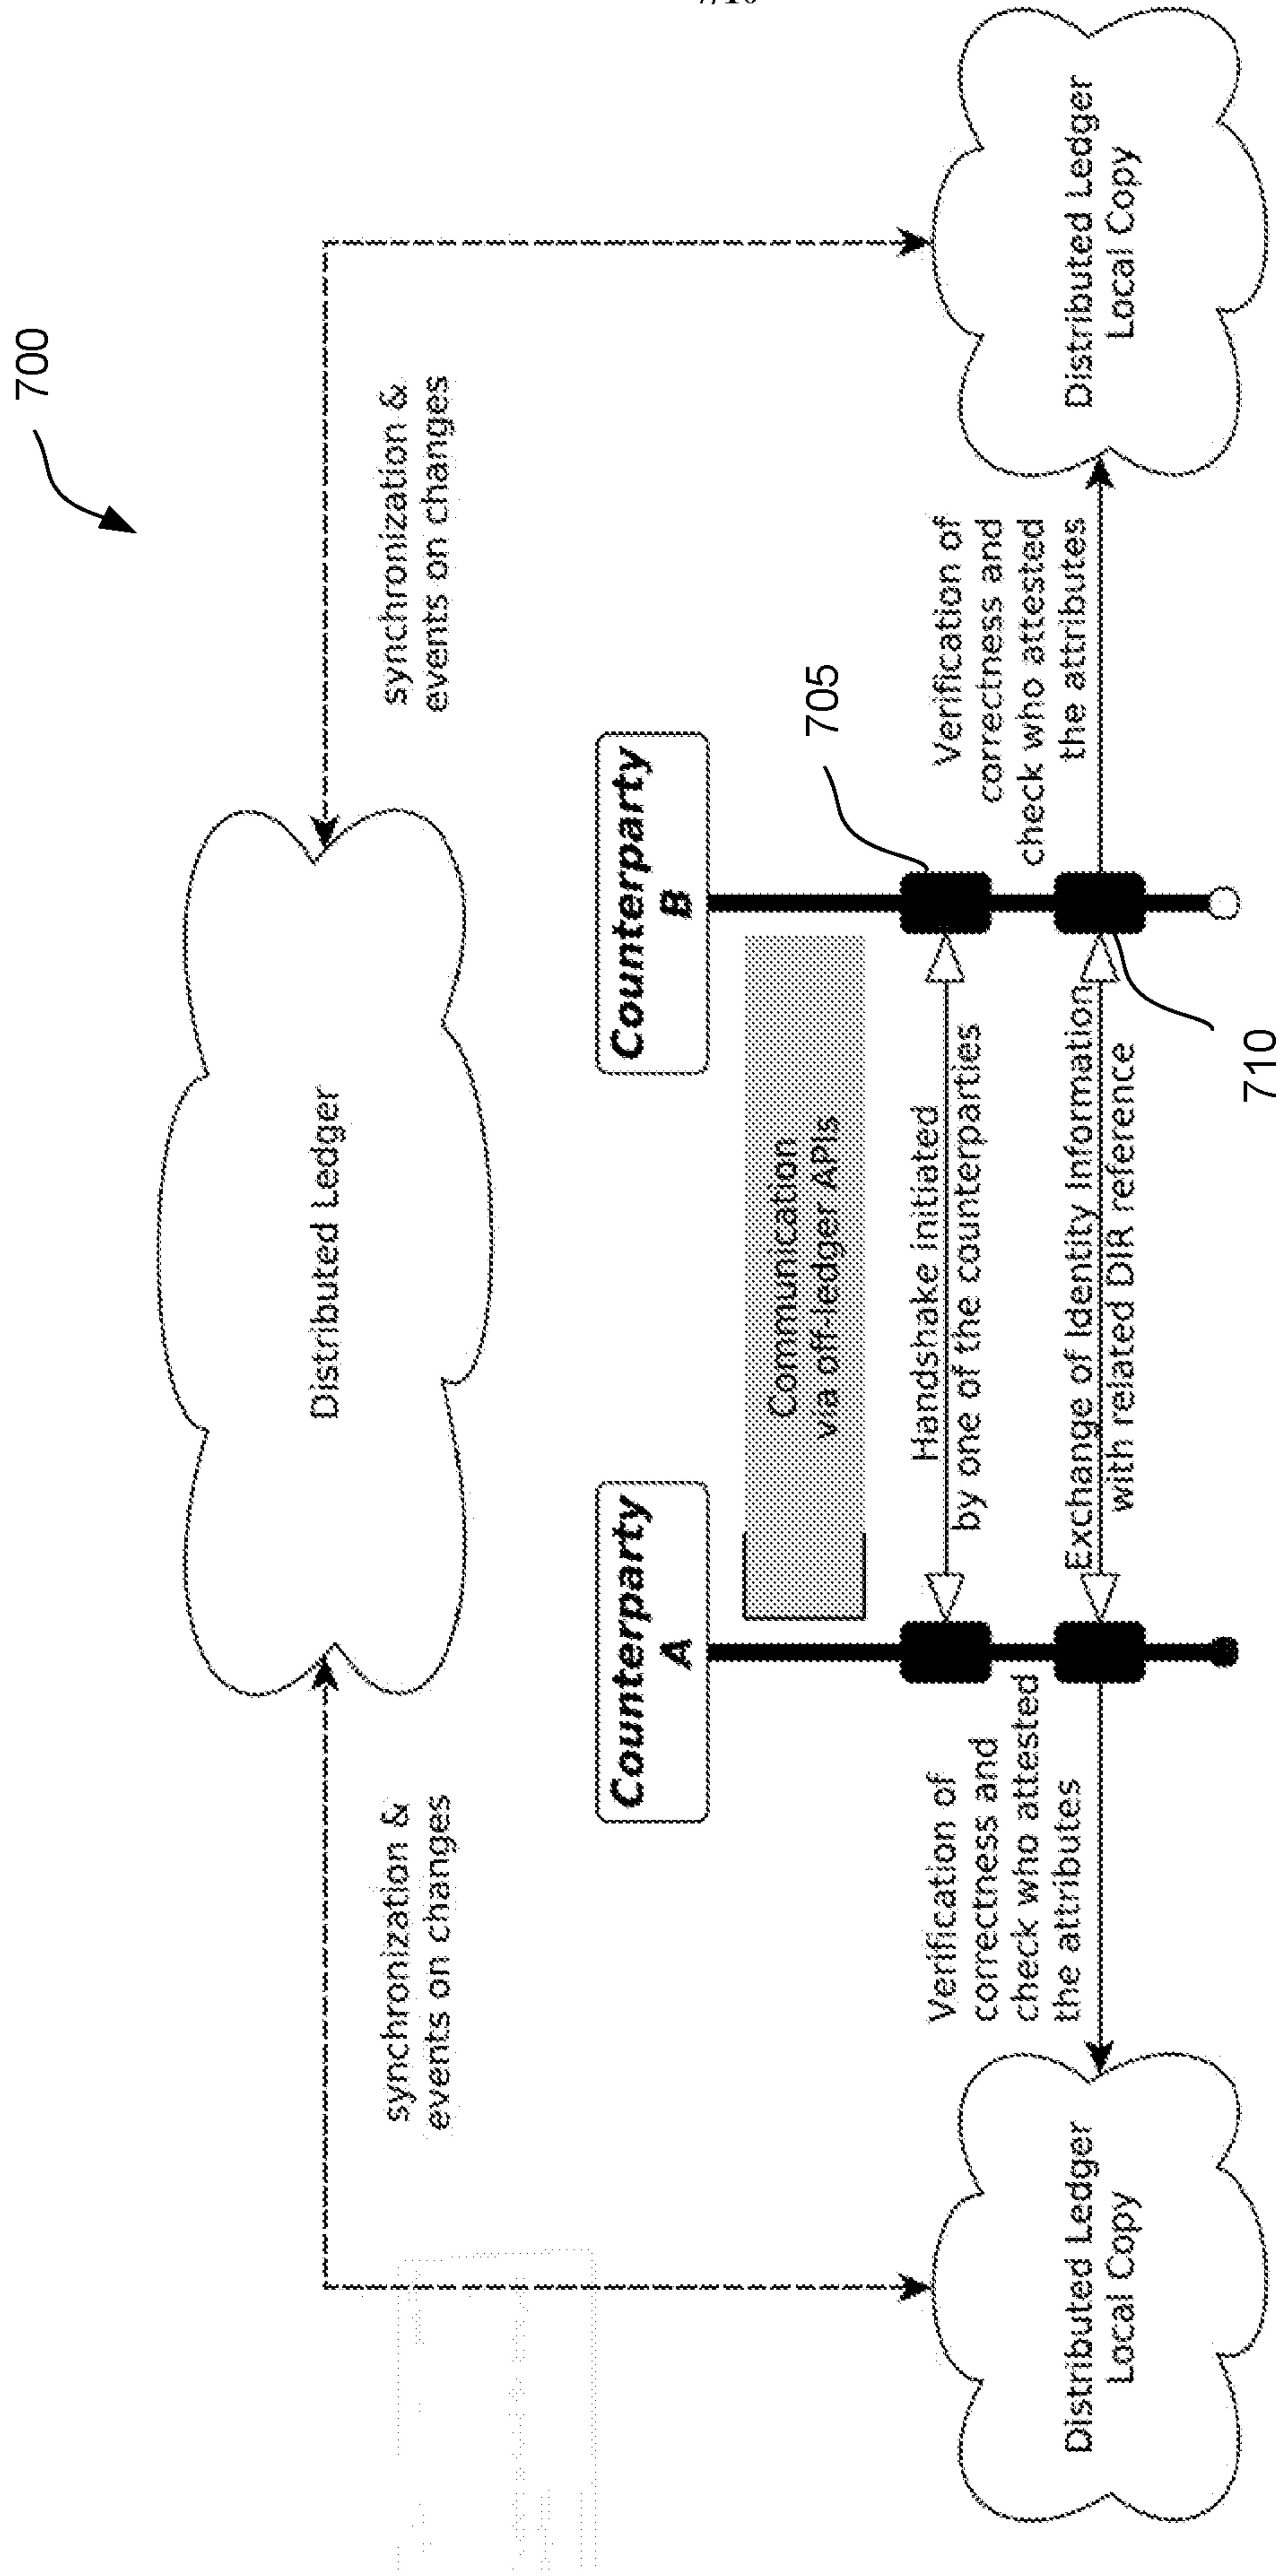 700
Distributed Ledger
synchronization &
events on changes
synchronization &
events on changes
Counterparty
A
Counterparty
B
Communication
via off-ledger APIs
705
Verification of
correctness and
check who attested
the attributes
Handshake initiated
by one of the counterparties
Verification of
correctness and
check who attested
the attributes
Distributed Ledger
Local Copy
Exchange of Identity Information
with related DIR reference
Distributed Ledger
Local Copy
710